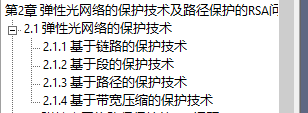 第2章 弹性光网络的保护技术及路径保护的RSA问
2.1 弹性光网络的保护技术
2.1.1 基于链路的保护技术
2.1.2 基于段的保护技术
2.1.3 基于路径的保护技术
2.1.4 基于带宽压缩的保护技术